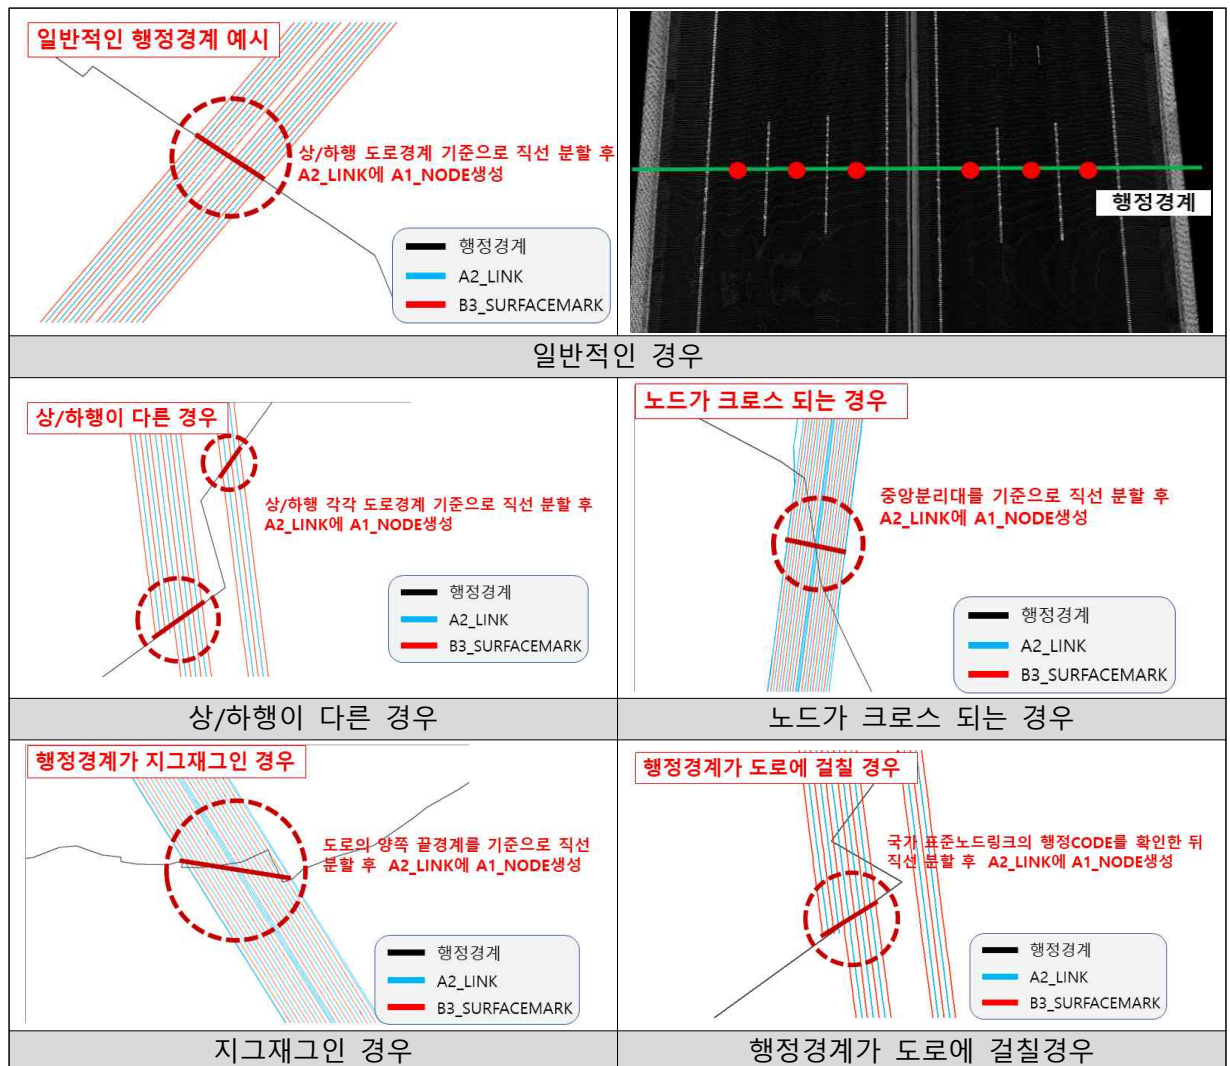 일반적인 행정경계 예시
상/하행 도로경계 기준으로 직선 분할 후
A2_LINK에 A1_NODE생성
행정경계
A2_LINK
B3_SURFACEMARK
행정경계
일반적인 경우
상/하행이 다른 경우
상/하행 각각 도로경계 기준으로 직선 분할 후
A2_LINK에 A1_NODE생성
행정경계
A2_LINK
B3_SURFACEMARK
노드가 크로스 되는 경우
중앙분리대를 기준으로 직선 분할 후
A2_LINK에 A1_NODE생성
행정경계
A2_LINK
B3_SURFACEMARK
상/하행이 다른 경우
노드가 크로스 되는 경우
행정경계가 지그재그인 경우
도로의 양쪽 끝경계를 기준으로 직선
분할 후 A2_LINK에 A1_NODE생성
행정경계
A2_LINK
B3_SURFACEMARK
행정경계가 도로에 걸칠 경우
국가 표준노드링크의 행정CODE를 확인한 뒤
직선 분할 후 A2_LINK에 A1_NODE생성
행정경계
A2_LINK
B3_SURFACEMARK
지그재그인 경우
행정경계가 도로에 걸칠경우